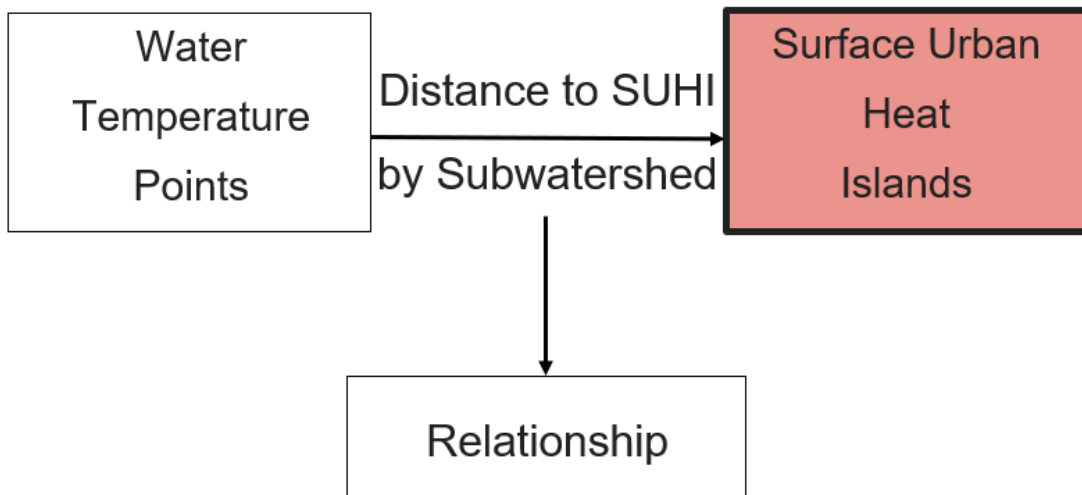 Water
Temperature
Points
Distance to SUHI
by Subwatershed
Surface Urban
Heat
Islands
Relationship